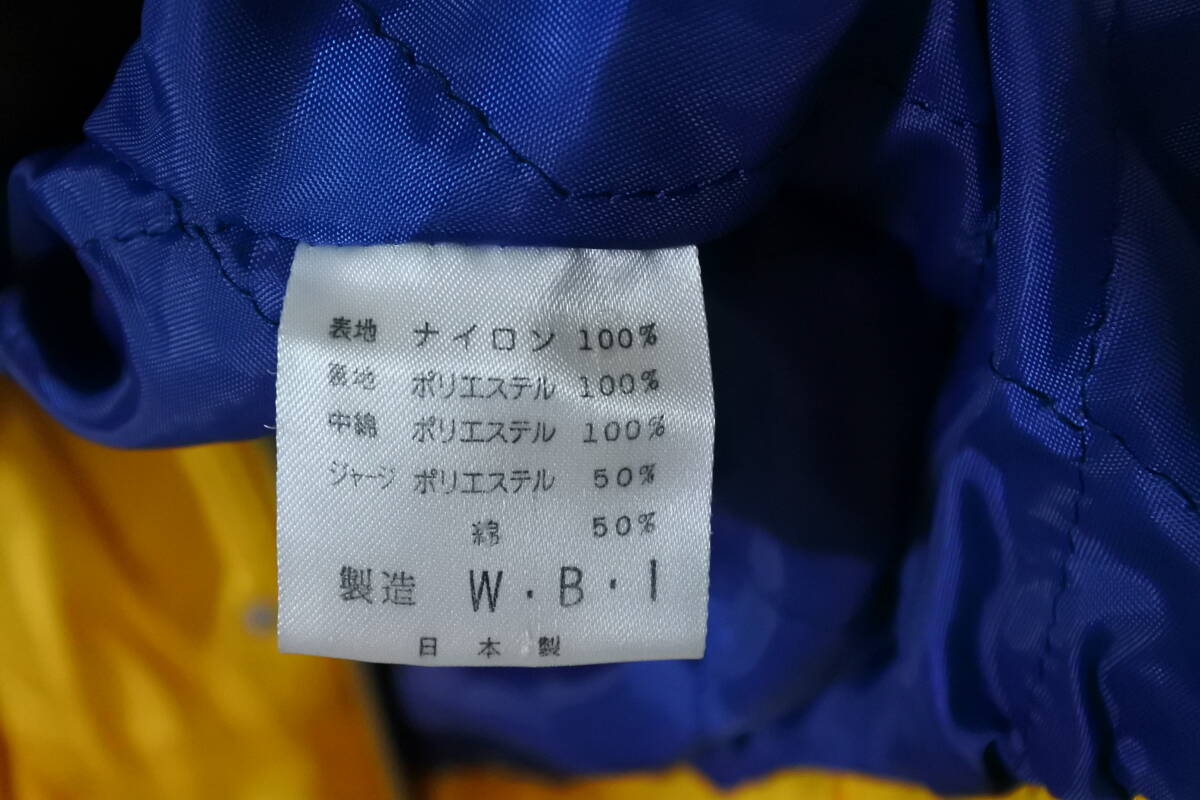 表地 ナイロン 100%
裏地 ポリエステル 100%
中綿 ポリエステル 100%
ジャージ ポリエステル 50%
綿 50%
製造 W・B・I
日本製